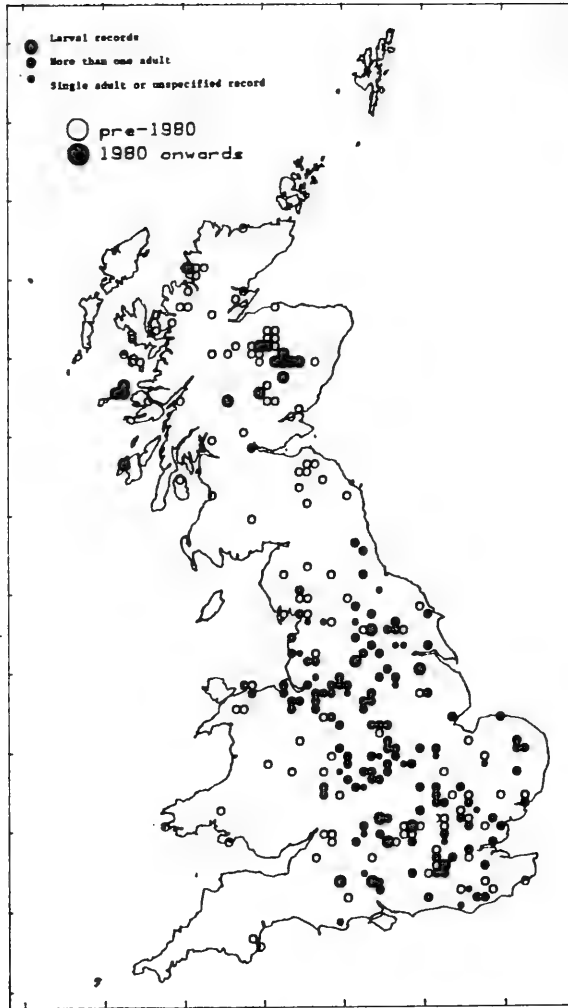 Larval records
More than one adult
Single adult or unspecified record
pre-1980
1980 onwards